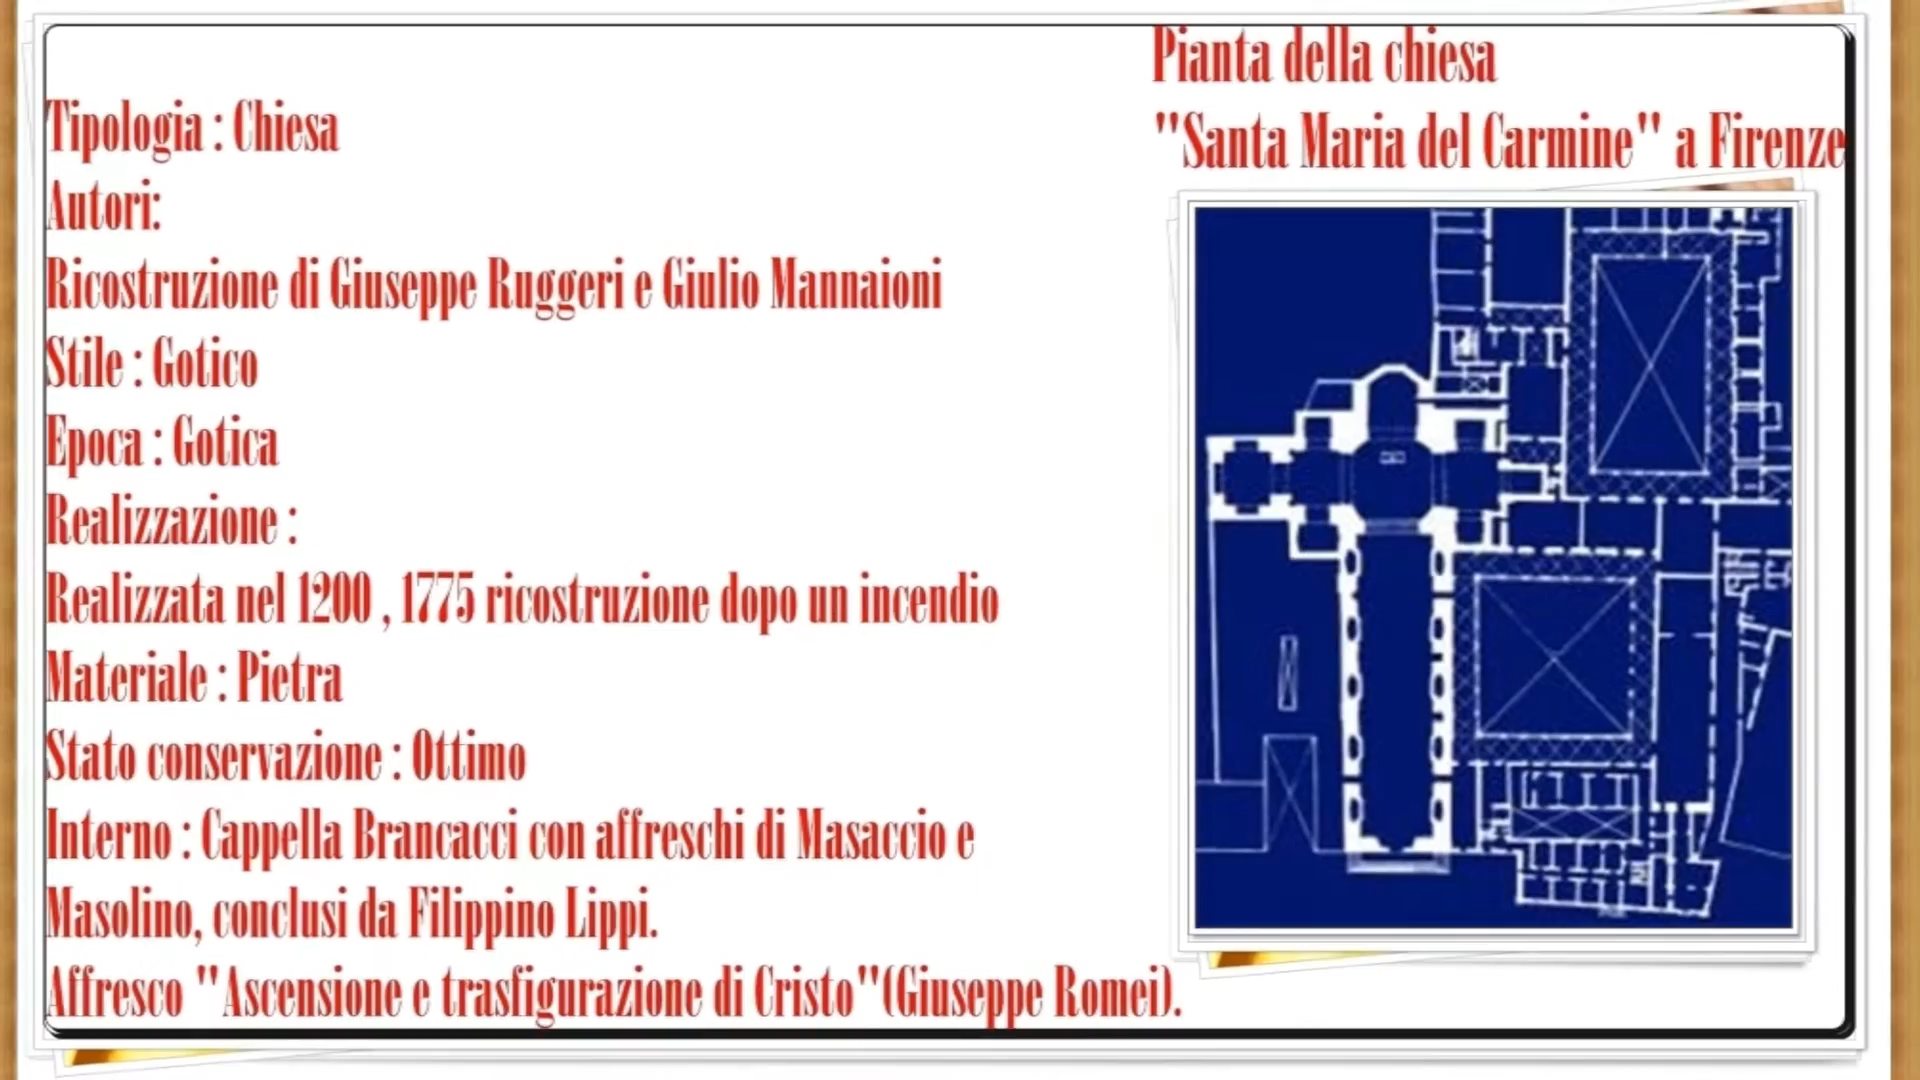 Pianta della chiesa
"Santa Maria del Carmine" a Firenze
Tipologia : Chiesa
Autori:
Ricostruzione di Giuseppe Ruggeri e Giulio Mannaioni
Stile : Gotico
Epoca : Gotica
Realizzazione :
Realizzata nel 1200 , 1775 ricostruzione dopo un incendio
Materiale : Pietra
Stato conservazione : Ottimo
Interno : Cappella Brancacci con affreschi di Masaccio e
Masolino, conclusi da Filippino Lippi.
Affresco "Ascensione e trasfigurazione di Cristo"(Giuseppe Romei).